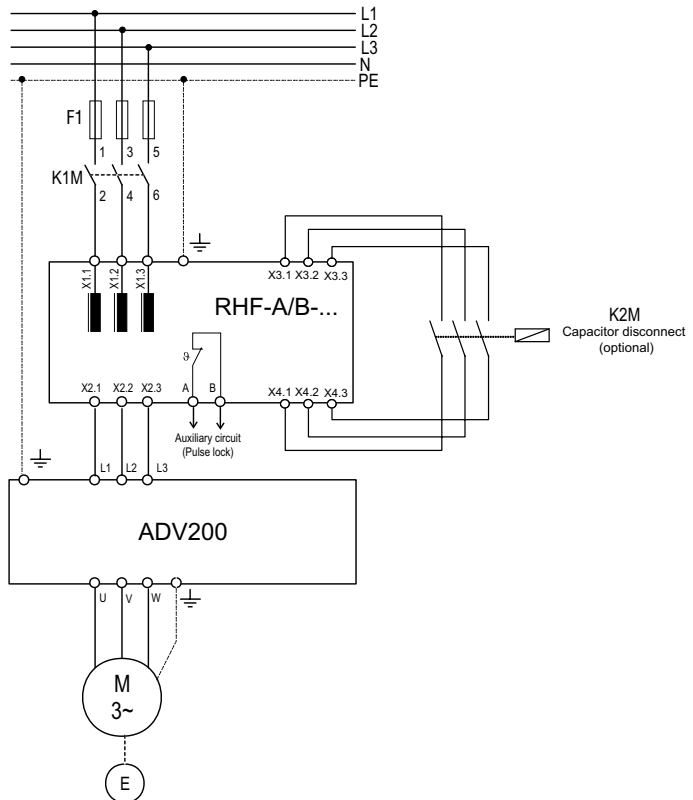 L1
L2
L3
N
PE
F1
1 3 5
K1M
2 4 6
X1.1 X1.2 X1.3
X3.1 X3.2 X3.3
RHF-A/B-...
K2M
Capacitor disconnect
(optional)
ϑ
X2.1 X2.2 X2.3 A B X4.1 X4.2 X4.3
Auxiliary circuit
(Pulse lock)
L1 L2 L3
ADV200
U V W
M
3~
E